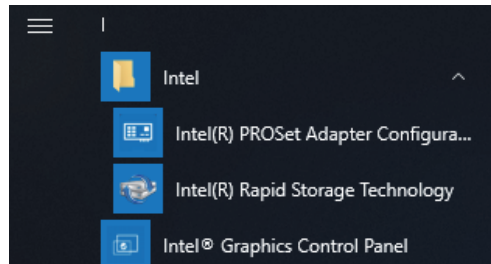 I
Intel
Intel(R) PROSet Adapter Configura...
Intel(R) Rapid Storage Technology
Intel® Graphics Control Panel